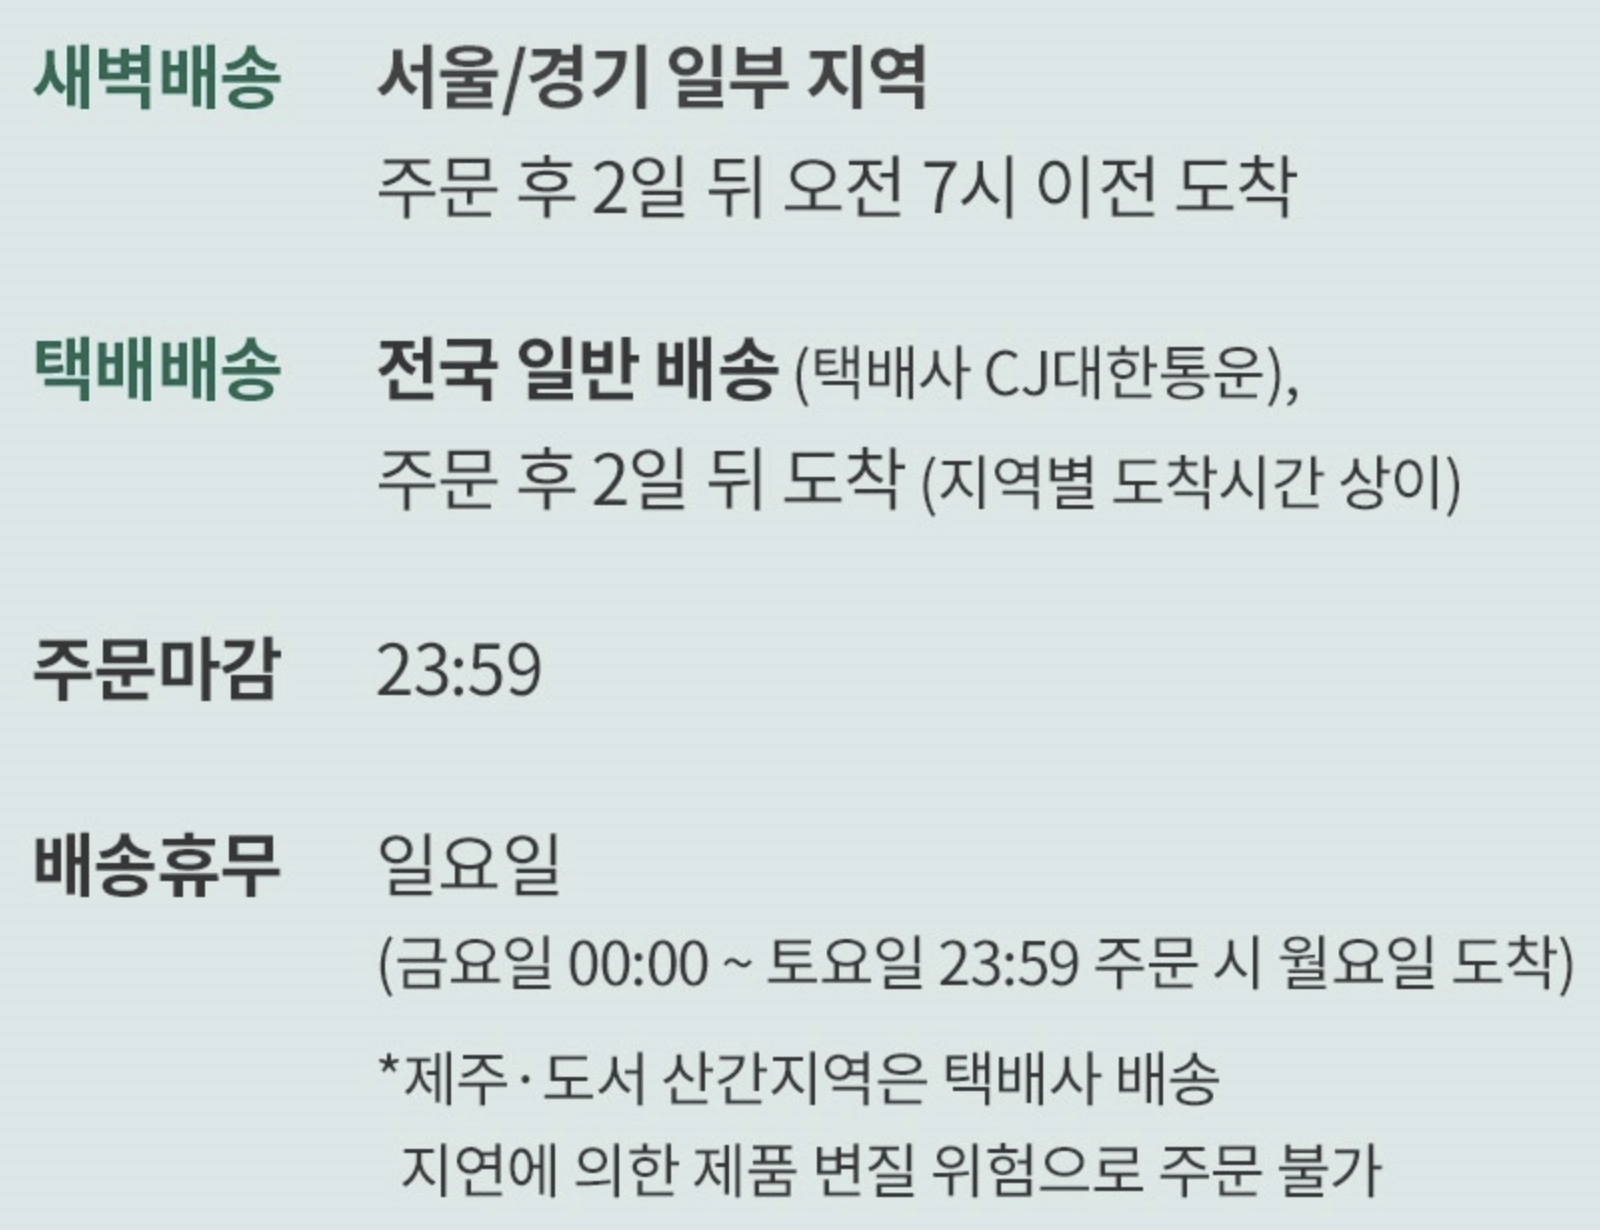 새벽배송 서울/경기 일부 지역
주문 후 2일 뒤 오전 7시 이전 도착
택배배송 전국 일반 배송 (택배사 CJ대한통운),
주문 후 2일 뒤 도착 (지역별 도착시간 상이)
주문마감 23:59
배송휴무 일요일
(금요일 00:00 ~ 토요일 23:59 주문 시 월요일 도착)
*제주·도서 산간지역은 택배사 배송
지연에 의한 제품 변질 위험으로 주문 불가